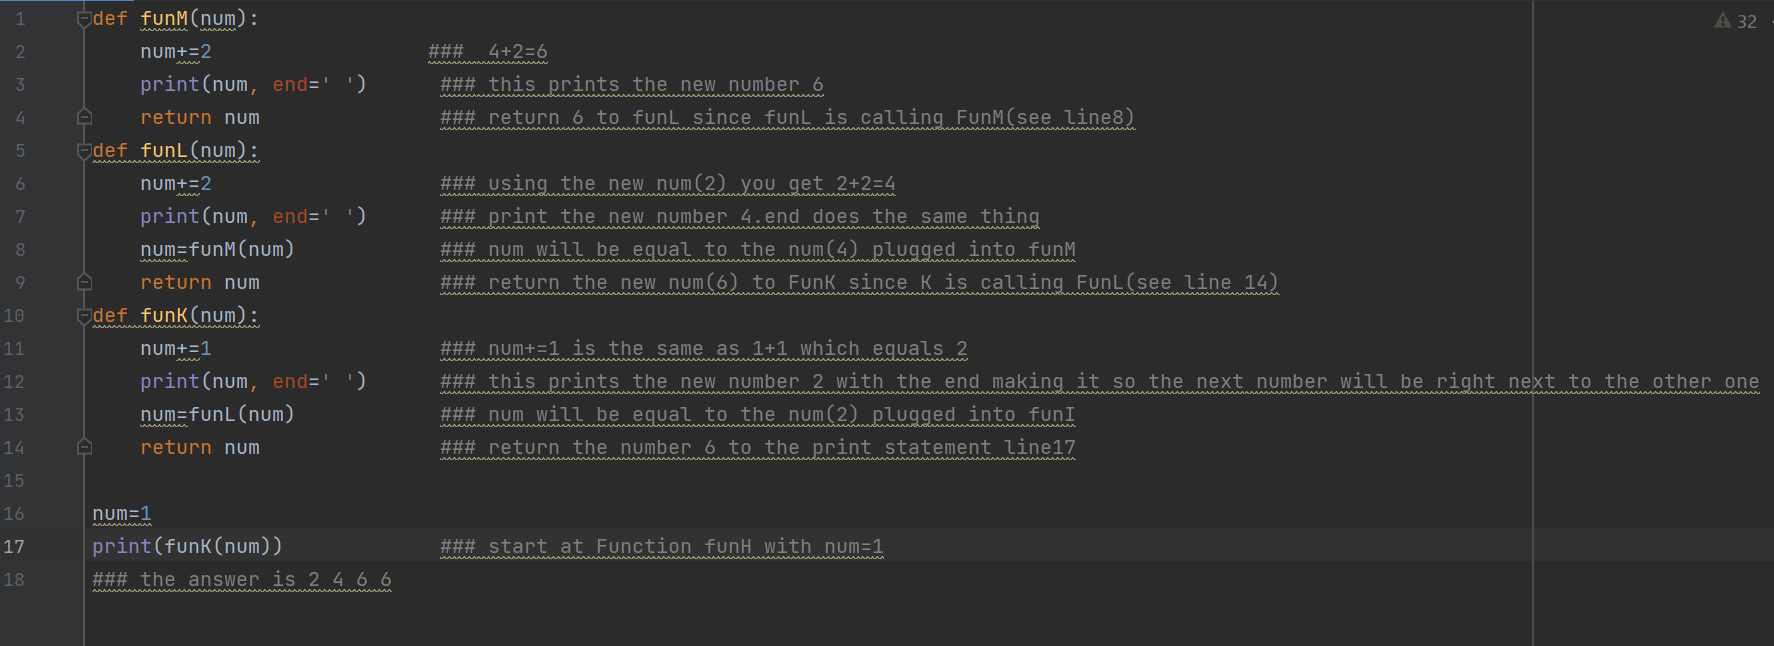 1 def funM(num):
2     num+=2                  ###  4+2=6
3     print(num, end=' ')      ### this prints the new number 6
4     return num               ### return 6 to funL since funL is calling FunM(see line8)
5 def funL(num):
6     num+=2                   ### using the new num(2) you get 2+2=4
7     print(num, end=' ')      ### print the new number 4.end does the same thing
8     num=funM(num)            ### num will be equal to the num(4) plugged into funM
9     return num               ### return the new num(6) to FunK since K is calling FunL(see line 14)
10 def funK(num):
11     num+=1                   ### num+=1 is the same as 1+1 which equals 2
12     print(num, end=' ')      ### this prints the new number 2 with the end making it so the next number will be right next to the other one
13     num=funL(num)            ### num will be equal to the num(2) plugged into funI
14     return num               ### return the number 6 to the print statement line17
15
16 num=1
17 print(funK(num))             ### start at Function funH with num=1
18 ### the answer is 2 4 6 6
32